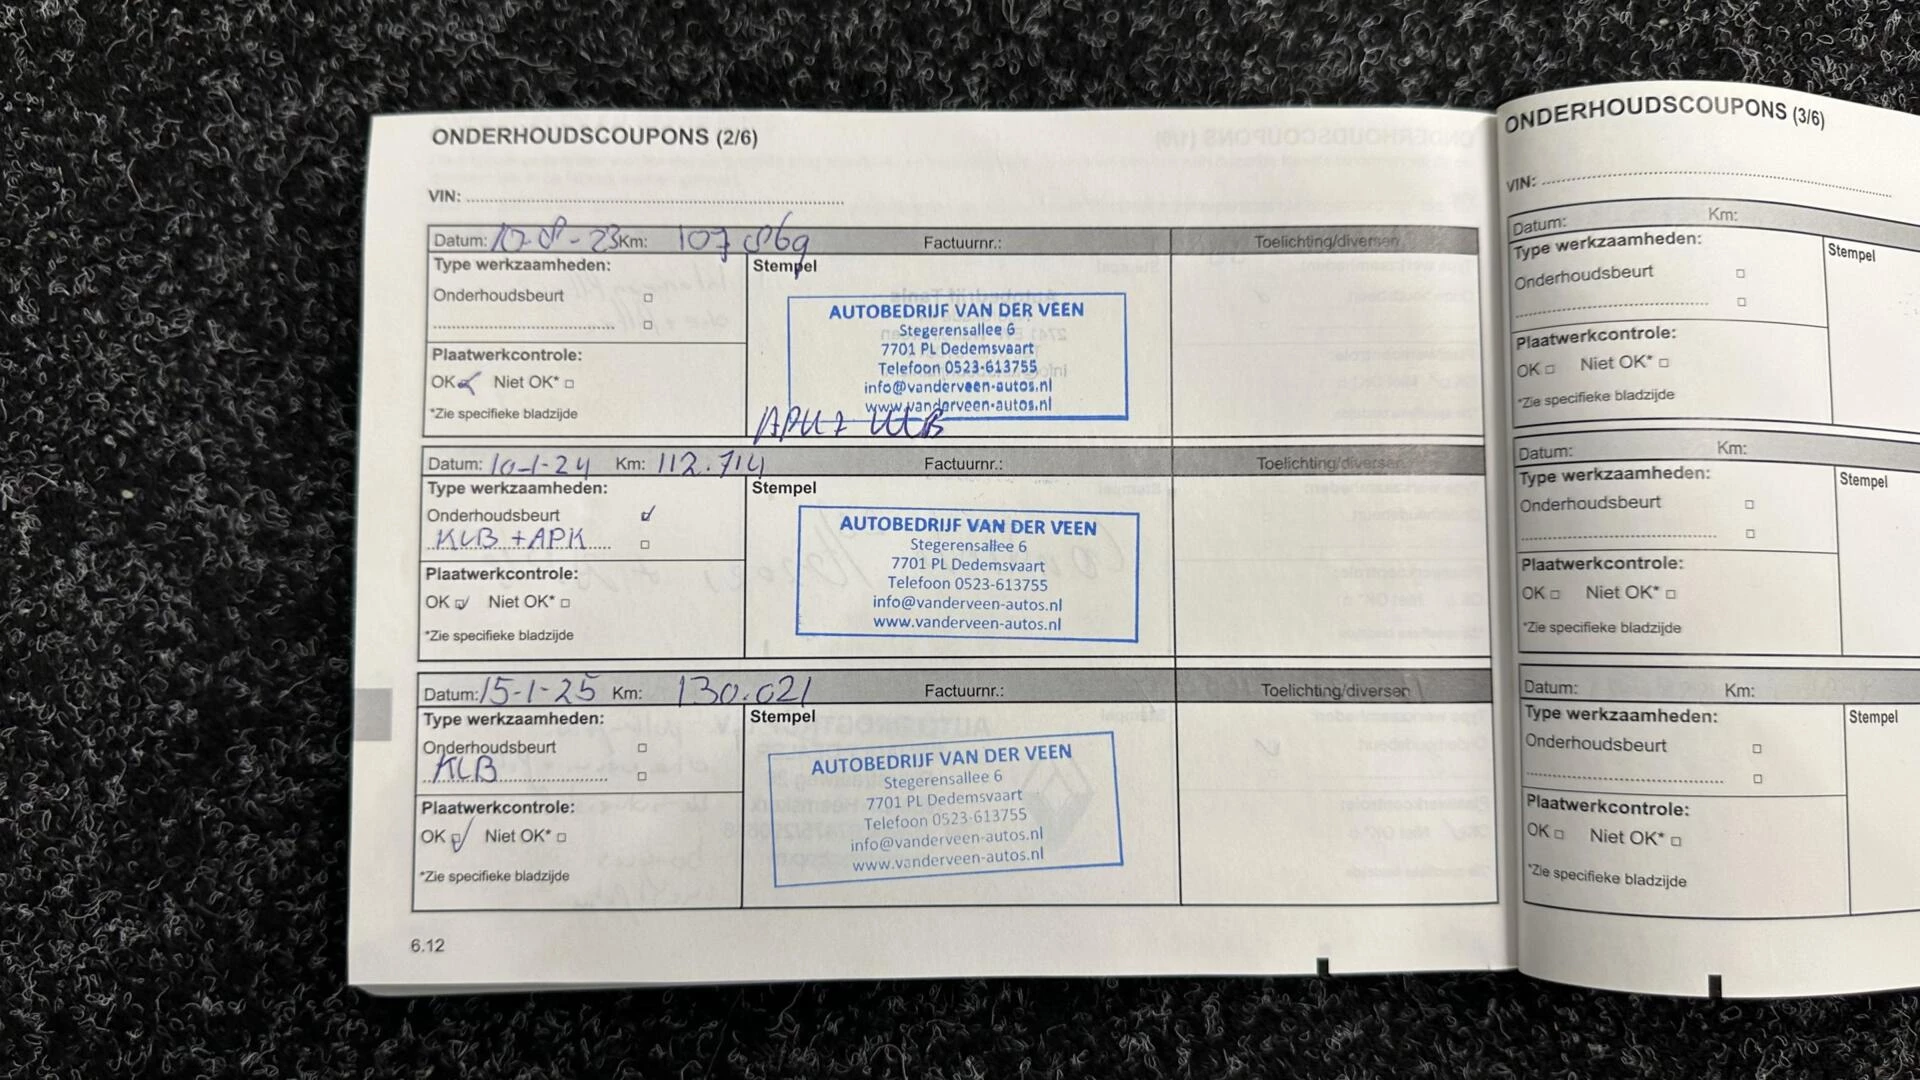 ONDERHOUDSCOUPONS (2/6)
VIN:
Datum: 17-8-23 Km: 107 869 Factuurnr.: Toelichting/diversen
Type werkzaamheden: Stempel
Onderhoudsbeurt
Plaatwerkcontrole:
OK Niet OK*
*Zie specifieke bladzijde
AUTOBEDRIJF VAN DER VEEN
Stegerensallee 6
7701 PL Dedemsvaart
Telefoon 0523-613755
info@vanderveen-autos.nl
www.vanderveen-autos.nl
Datum: 10-1-24 Km: 112.714 Factuurnr.: Toelichting/diversen
Type werkzaamheden: Stempel
Onderhoudsbeurt
KLB + APK
Plaatwerkcontrole:
OK Niet OK*
*Zie specifieke bladzijde
AUTOBEDRIJF VAN DER VEEN
Stegerensallee 6
7701 PL Dedemsvaart
Telefoon 0523-613755
info@vanderveen-autos.nl
www.vanderveen-autos.nl
Datum: 15-1-25 Km: 130.021 Factuurnr.: Toelichting/diversen
Type werkzaamheden: Stempel
Onderhoudsbeurt
KLB
Plaatwerkcontrole:
OK Niet OK*
*Zie specifieke bladzijde
AUTOBEDRIJF VAN DER VEEN
Stegerensallee 6
7701 PL Dedemsvaart
Telefoon 0523-613755
info@vanderveen-autos.nl
www.vanderveen-autos.nl
6.12
ONDERHOUDSCOUPONS (3/6)
VIN:
Datum: Km:
Type werkzaamheden: Stempel
Onderhoudsbeurt
Plaatwerkcontrole:
OK Niet OK*
*Zie specifieke bladzijde
Datum: Km:
Type werkzaamheden: Stempel
Onderhoudsbeurt
Plaatwerkcontrole:
OK Niet OK*
*Zie specifieke bladzijde
Datum: Km:
Type werkzaamheden: Stempel
Onderhoudsbeurt
Plaatwerkcontrole:
OK Niet OK*
*Zie specifieke bladzijde